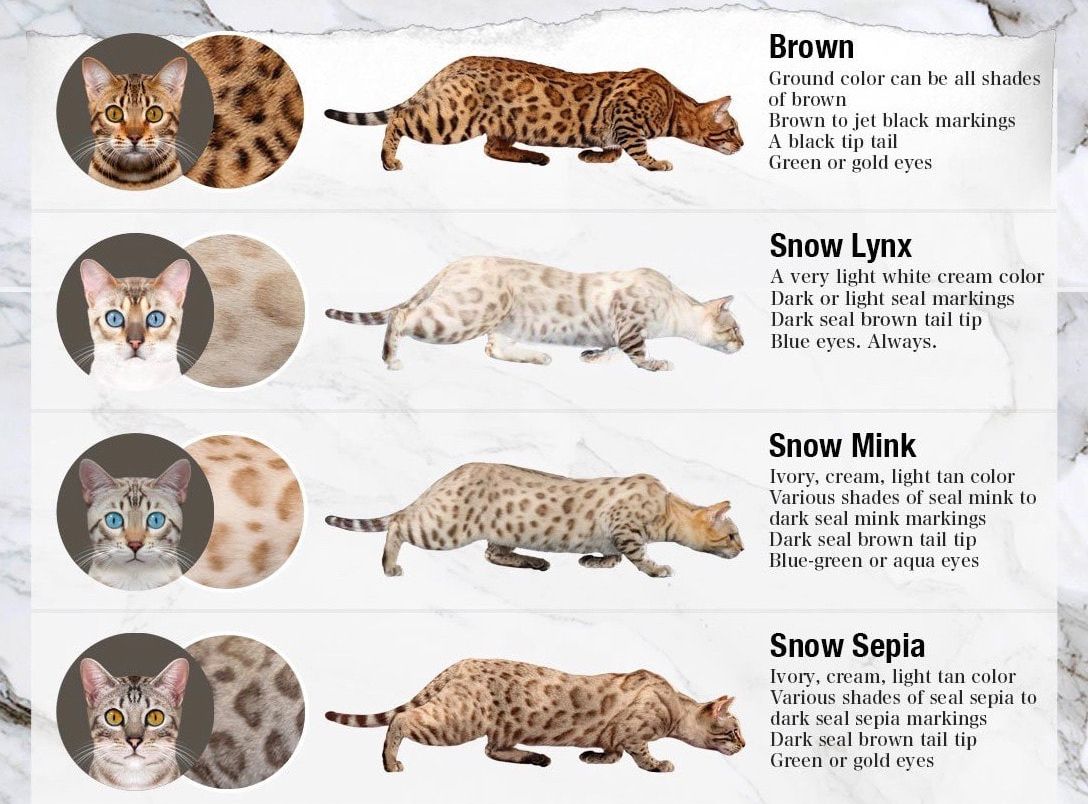 Brown
Ground color can be all shades
of brown
Brown to jet black markings
A black tip tail
Green or gold eyes
Snow Lynx
A very light white cream color
Dark or light seal markings
Dark seal brown tail tip
Blue eyes. Always.
Snow Mink
Ivory, cream, light tan color
Various shades of seal mink to
dark seal mink markings
Dark seal brown tail tip
Blue-green or aqua eyes
Snow Sepia
Ivory, cream, light tan color
Various shades of seal sepia to
dark seal sepia markings
Dark seal brown tail tip
Green or gold eyes